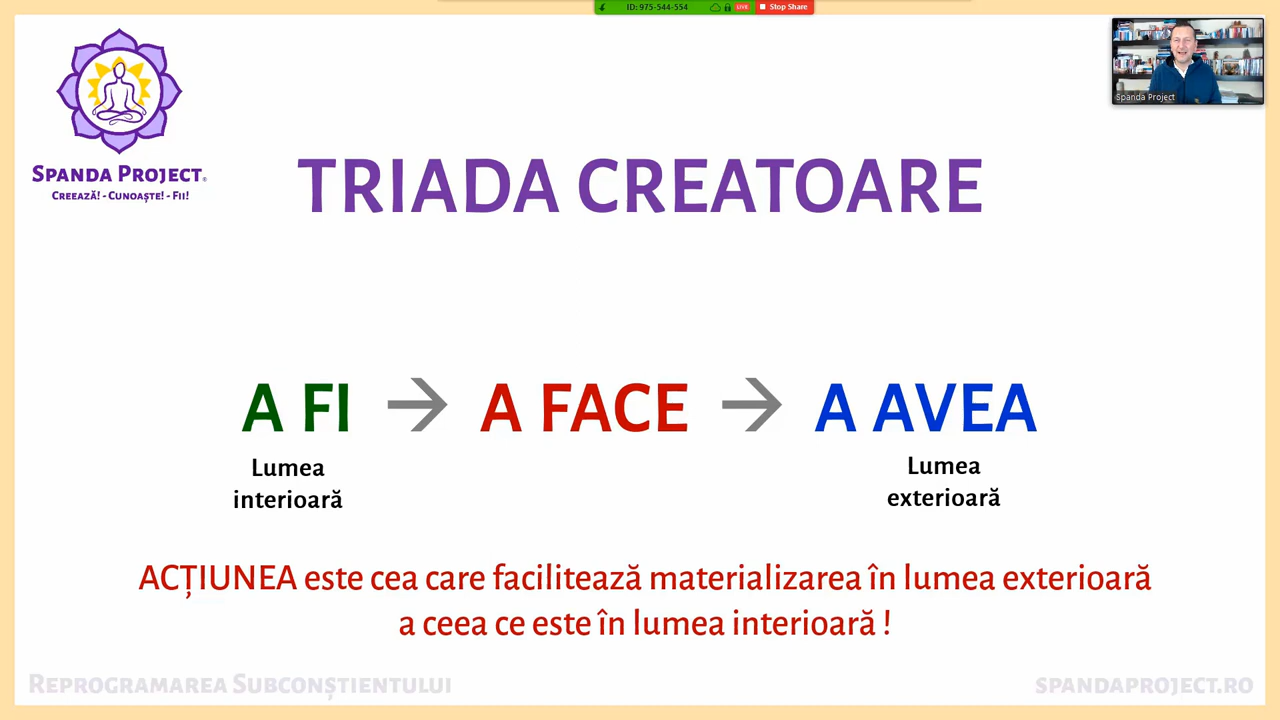 ID: 975-544-554
LIVE
Stop Share
SPANDA PROJECT®
CREEAZĂ! - CUNOAȘTE! - FII!
Spanda Project
TRIADA CREATOARE
A FI → A FACE → A AVEA
Lumea
interioară
Lumea
exterioară
ACȚIUNEA este cea care facilitează materializarea în lumea exterioară
a ceea ce este în lumea interioară !
REPROGRAMAREA SUBCONȘTIENTULUI
SPANDAPROJECT.RO